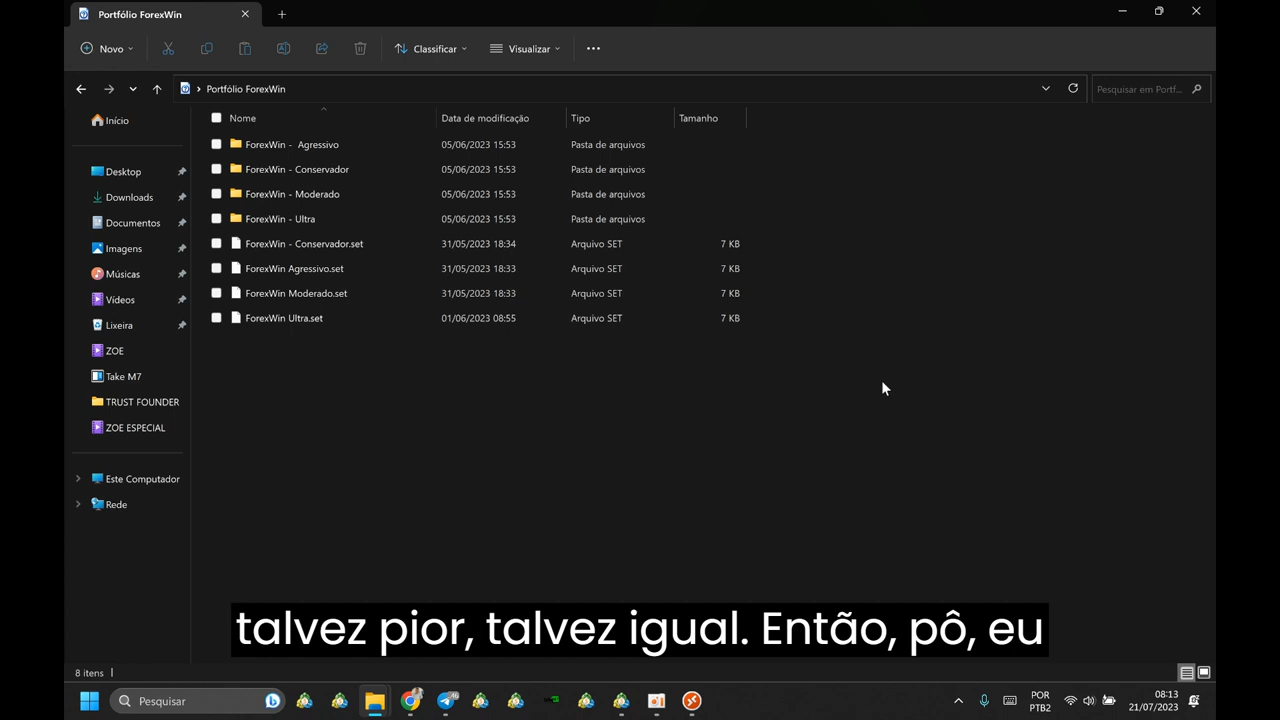 Portfólio ForexWin
Novo
Classificar
Visualizar
Portfólio ForexWin
Pesquisar em Portf...
Início
Desktop
Downloads
Documentos
Imagens
Músicas
Vídeos
Lixeira
ZOE
Take M7
TRUST FOUNDER
ZOE ESPECIAL
Este Computador
Rede
Nome Data de modificação Tipo Tamanho
ForexWin -  Agressivo 05/06/2023 15:53 Pasta de arquivos
ForexWin - Conservador 05/06/2023 15:53 Pasta de arquivos
ForexWin - Moderado 05/06/2023 15:53 Pasta de arquivos
ForexWin - Ultra 05/06/2023 15:53 Pasta de arquivos
ForexWin - Conservador.set 31/05/2023 18:34 Arquivo SET 7 KB
ForexWin Agressivo.set 31/05/2023 18:33 Arquivo SET 7 KB
ForexWin Moderado.set 31/05/2023 18:33 Arquivo SET 7 KB
ForexWin Ultra.set 01/06/2023 08:55 Arquivo SET 7 KB
talvez pior, talvez igual. Então, pô, eu
8 itens
Pesquisar
POR
PTB2
08:13
21/07/2023